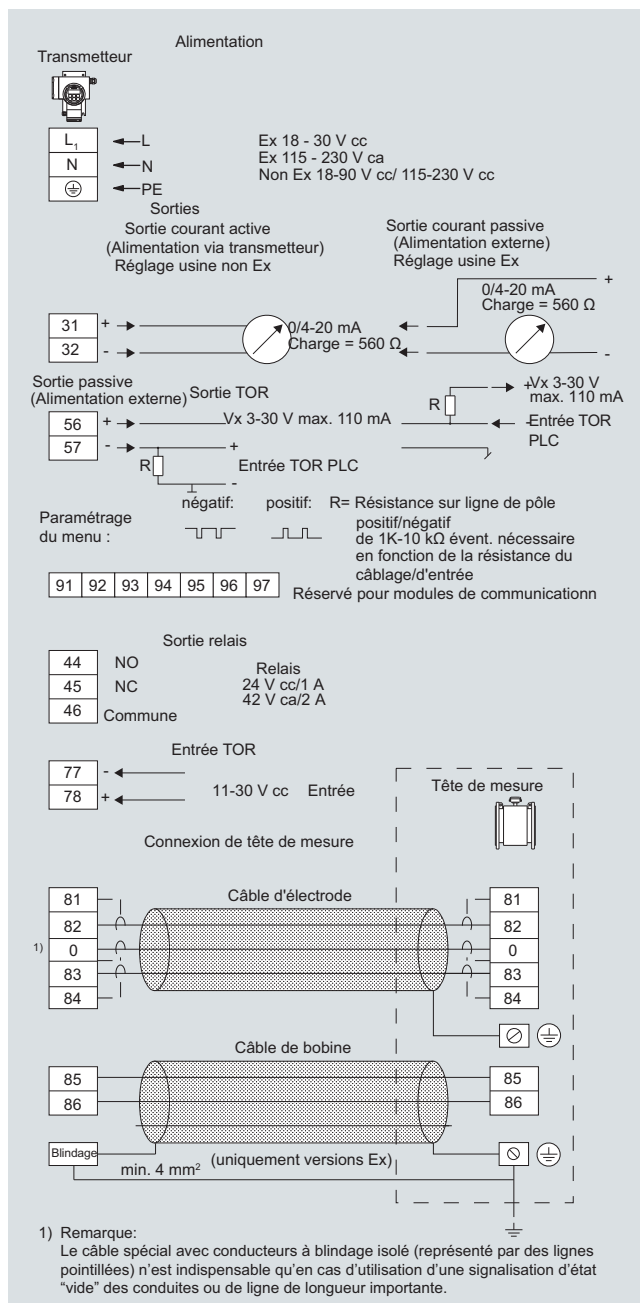 Alimentation
Transmetteur
L1 L Ex 18 - 30 V cc
N N Ex 115 - 230 V ca
PE Non Ex 18-90 V cc/ 115-230 V cc
Sorties
Sortie courant active
(Alimentation via transmetteur)
Réglage usine non Ex
Sortie courant passive
(Alimentation externe)
Réglage usine Ex
+
0/4-20 mA
Charge = 560 Ω
31 +
32 -
0/4-20 mA
Charge = 560 Ω
-
Sortie passive
(Alimentation externe)
Sortie TOR
56 + Vx 3-30 V max. 110 mA
57 -
R
+
Entrée TOR PLC
-
R
+Vx 3-30 V
max. 110 mA
-Entrée TOR
PLC
Paramétrage
du menu :
négatif: positif:
R= Résistance sur ligne de pôle
positif/négatif
de 1K-10 kΩ évent. nécessaire
en fonction de la résistance du
câblage/d'entrée
91 92 93 94 95 96 97 Réservé pour modules de communicationn
Sortie relais
44 NO
45 NC
46 Commune
Relais
24 V cc/1 A
42 V ca/2 A
Entrée TOR
77 -
78 +
11-30 V cc Entrée
Tête de mesure
Connexion de tête de mesure
Câble d'électrode
81 81
82 82
1) 0 0
83 83
84 84
Câble de bobine
85 85
86 86
Blindage
min. 4 mm²
(uniquement versions Ex)
1) Remarque:
Le câble spécial avec conducteurs à blindage isolé (représenté par des lignes
pointillées) n’est indispensable qu’en cas d’utilisation d’une signalisation d’état
“vide” des conduites ou de ligne de longueur importante.